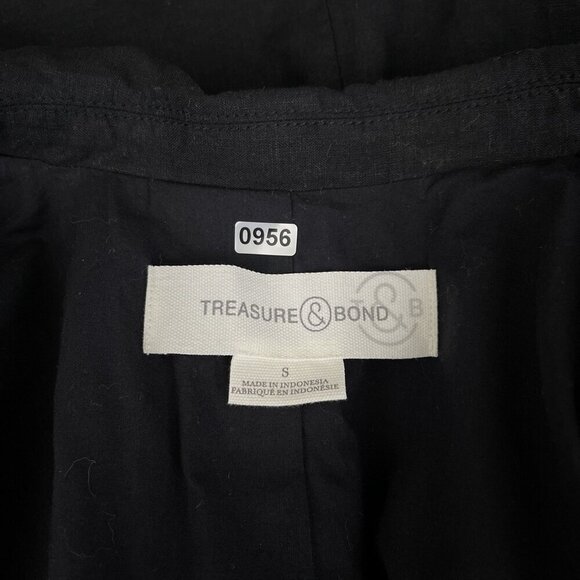 0956
TREASURE & BOND
T & B
S
MADE IN INDONESIA
FABRIQUÉ EN INDONÉSIE